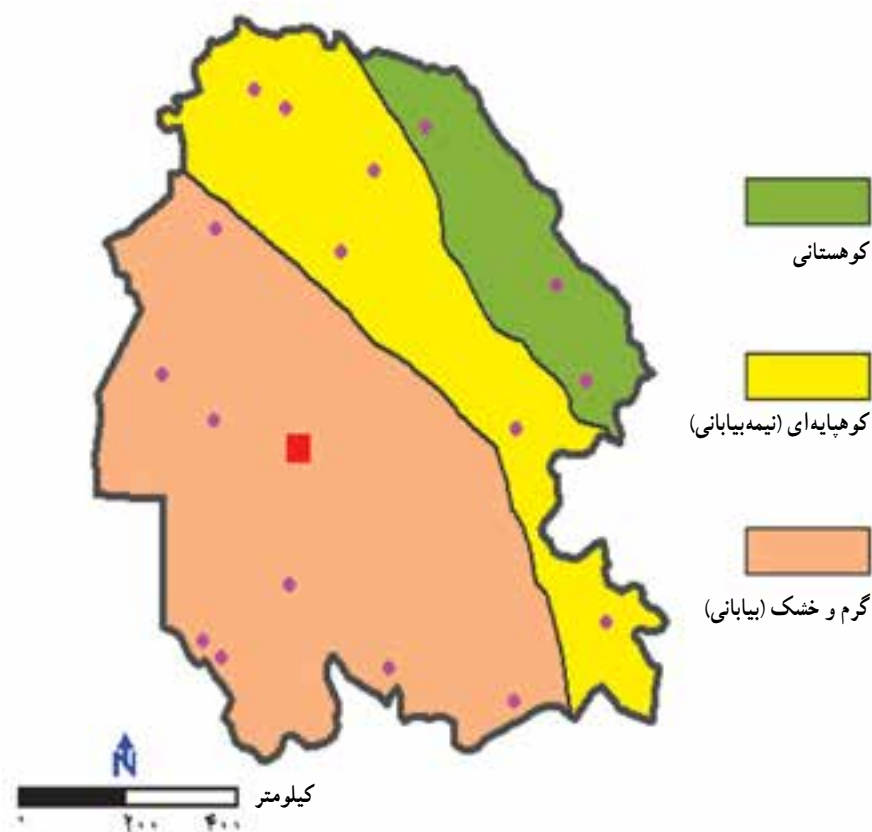 کوهستانی
کوهپایه‌ای (نیمه‌بیابانی)
گرم و خشک (بیابانی)
N
کیلومتر
۰ ۲۰۰ ۴۰۰